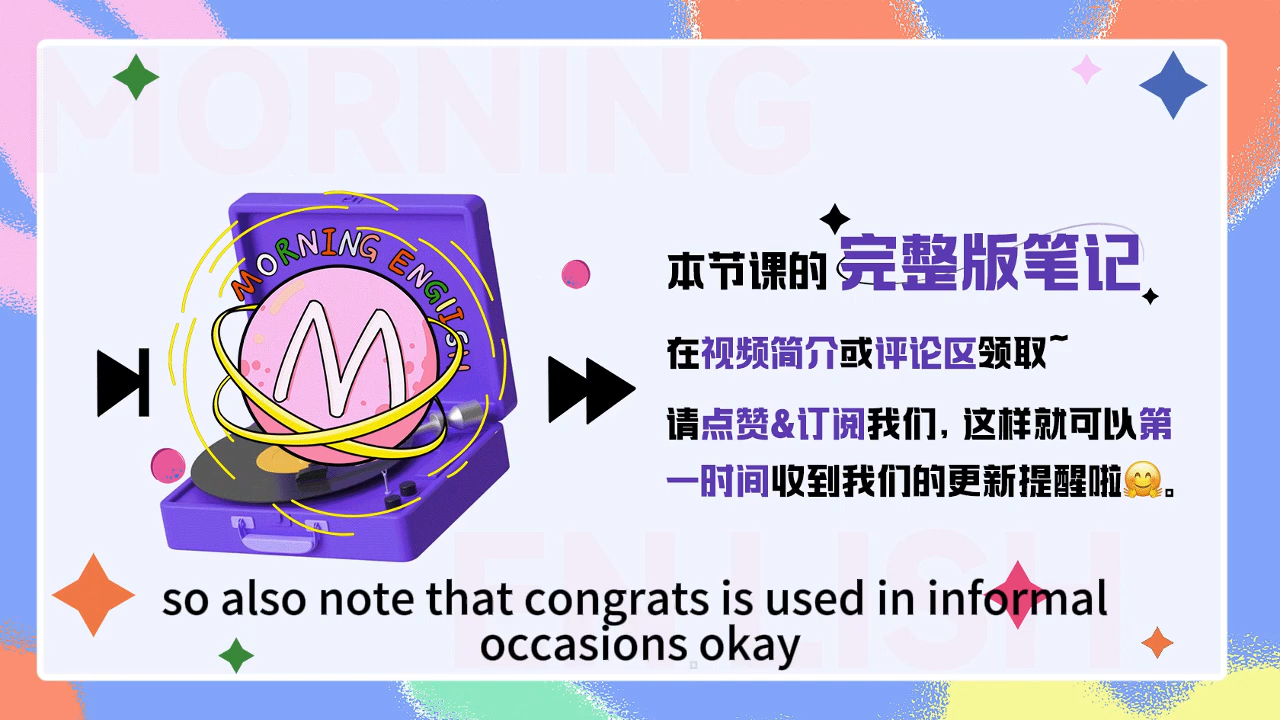 MORNING
MORNING ENGlISH
M
本节课的 完整版笔记
在视频简介或评论区领取~
请点赞&订阅我们, 这样就可以第
一时间收到我们的更新提醒啦🤗。
so also note that congrats is used in informal
occasions okay